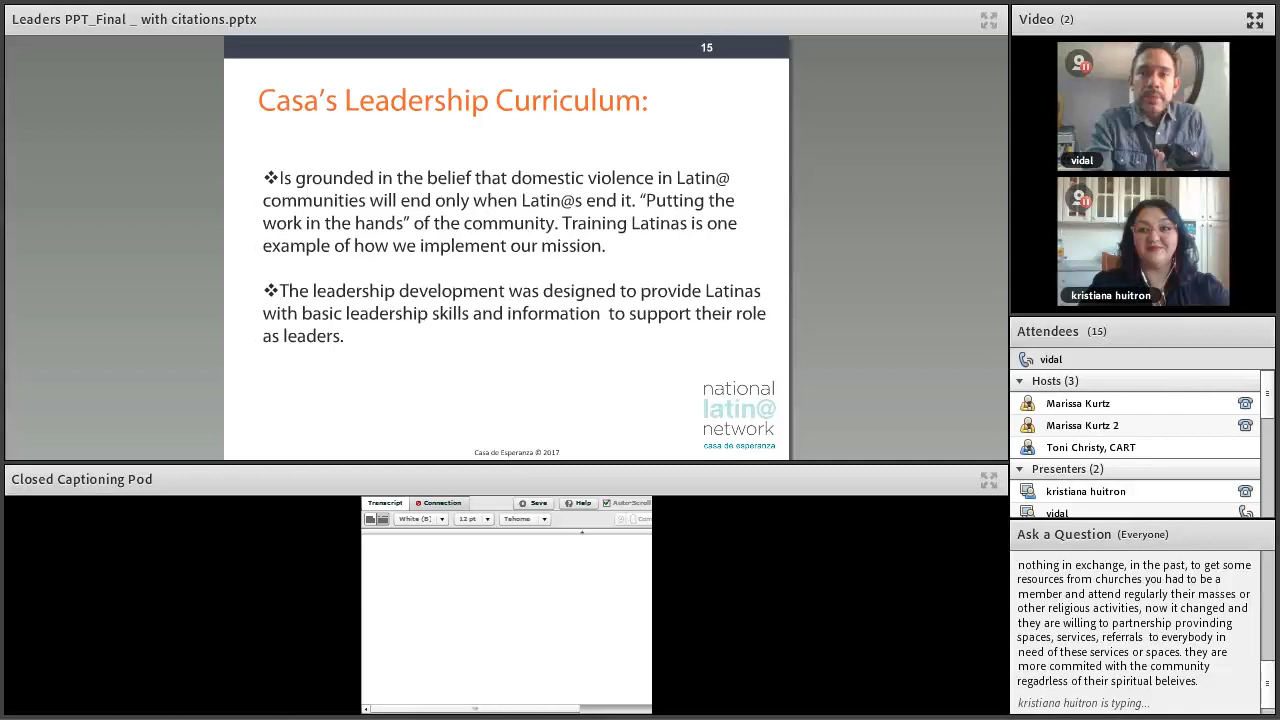 Leaders PPT_Final _ with citations.pptx
15
Casa's Leadership Curriculum:
❖Is grounded in the belief that domestic violence in Latin@
communities will end only when Latin@s end it. “Putting the
work in the hands” of the community. Training Latinas is one
example of how we implement our mission.
❖The leadership development was designed to provide Latinas
with basic leadership skills and information  to support their role
as leaders.
national
latin@
network
casa de esperanza
Casa de Esperanza © 2017
Closed Captioning Pod
Transcript
Connection
Save
Help
Auto-Scroll
White (B)
12 pt
Tahoma
Video (2)
vidal
kristiana huitron
Attendees (15)
vidal
Hosts (3)
Marissa Kurtz
Marissa Kurtz 2
Toni Christy, CART
Presenters (2)
kristiana huitron
vidal
Ask a Question (Everyone)
nothing in exchange, in the past, to get some
resources from churches you had to be a
member and attend regularly their masses or
other religious activities, now it changed and
they are willing to partnership provinding
spaces, services, referrals  to everybody in
need of these services or spaces. they are
more commited with the community
regadrless of their spiritual beleives.
kristiana huitron is typing...